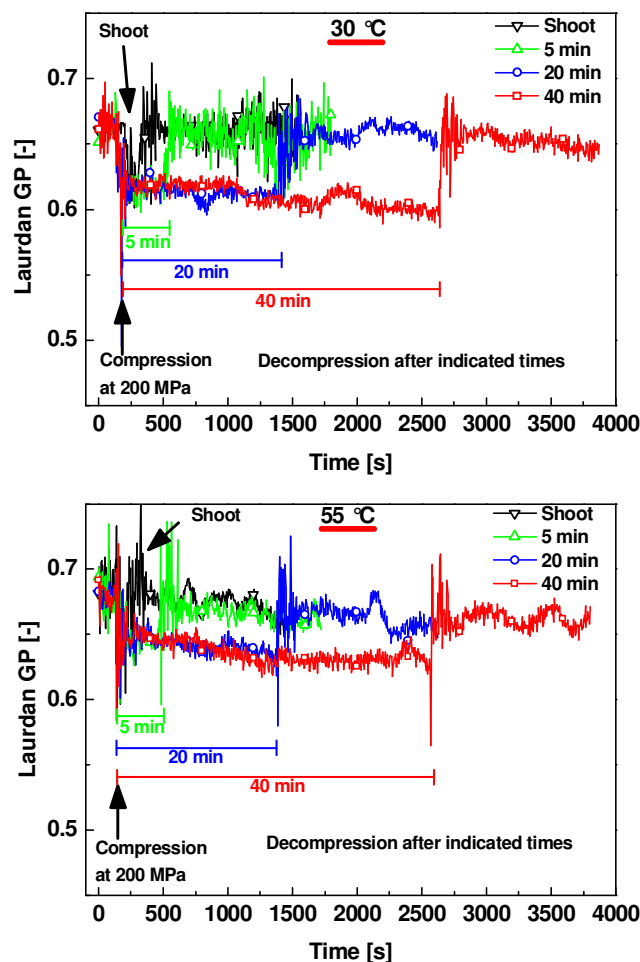 Shoot
30 °C
Shoot
5 min
20 min
40 min
0.7
0.6
0.5
Laurdan GP [-]
5 min
20 min
40 min
Compression
at 200 MPa
Decompression after indicated times
0 500 1000 1500 2000 2500 3000 3500 4000
Time [s]
Shoot
55 °C
Shoot
5 min
20 min
40 min
0.7
0.6
0.5
Laurdan GP [-]
5 min
20 min
40 min
Compression
at 200 MPa
Decompression after indicated times
0 500 1000 1500 2000 2500 3000 3500 4000
Time [s]